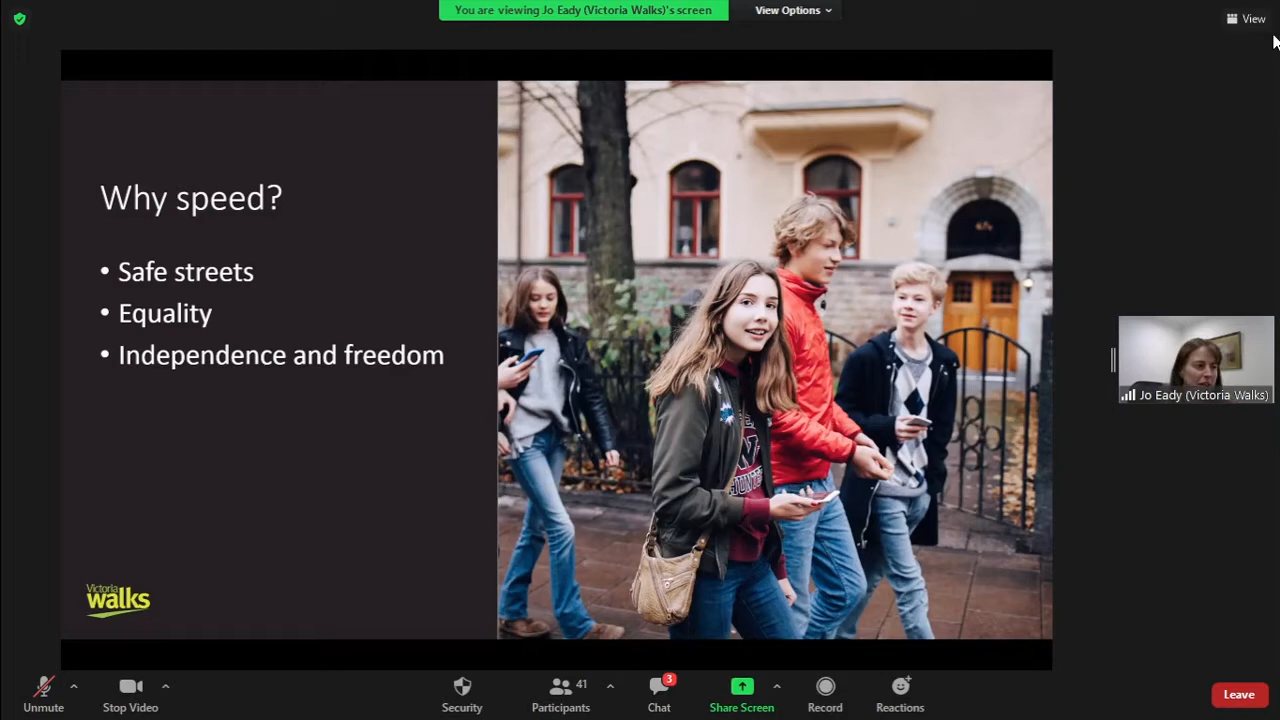 You are viewing Jo Eady (Victoria Walks)'s screen
View Options
View
Why speed?
• Safe streets
• Equality
• Independence and freedom
Victoria
walks
Jo Eady (Victoria Walks)
Unmute
Stop Video
Security
41
Participants
3
Chat
Share Screen
Record
Reactions
Leave